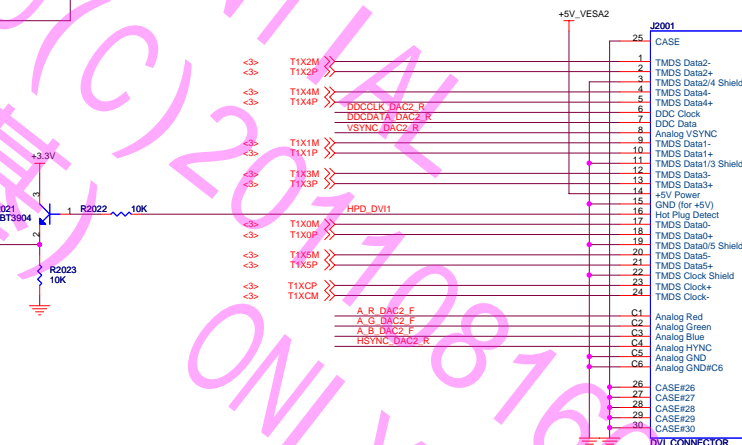 +5V_VESA2
J2001
25 CASE
<3> T1X2M 1 TMDS Data2-
<3> T1X2P 2 TMDS Data2+
3 TMDS Data2/4 Shield
<3> T1X4M 4 TMDS Data4-
<3> T1X4P 5 TMDS Data4+
DDCCLK_DAC2_R 6 DDC Clock
DDCDATA_DAC2_R 7 DDC Data
VSYNC_DAC2_R 8 Analog VSYNC
<3> T1X1M 9 TMDS Data1-
<3> T1X1P 10 TMDS Data1+
11 TMDS Data1/3 Shield
<3> T1X3M 12 TMDS Data3-
<3> T1X3P 13 TMDS Data3+
14 +5V Power
15 GND (for +5V)
+3.3V
3
BT3904
1 R2022 10K HPD_DVI1 16 Hot Plug Detect
2
<3> T1X0M 17 TMDS Data0-
<3> T1X0P 18 TMDS Data0+
19 TMDS Data0/5 Shield
<3> T1X5M 20 TMDS Data5-
<3> T1X5P 21 TMDS Data5+
22 TMDS Clock Shield
R2023
10K
<3> T1XCP 23 TMDS Clock+
<3> T1XCM 24 TMDS Clock-
A_R_DAC2_F C1 Analog Red
A_G_DAC2_F C2 Analog Green
A_B_DAC2_F C3 Analog Blue
HSYNC_DAC2_R C4 Analog HYNC
C5 Analog GND
C6 Analog GND#C6
26 CASE#26
27 CASE#27
28 CASE#28
29 CASE#29
30 CASE#30
DVI CONNECTOR